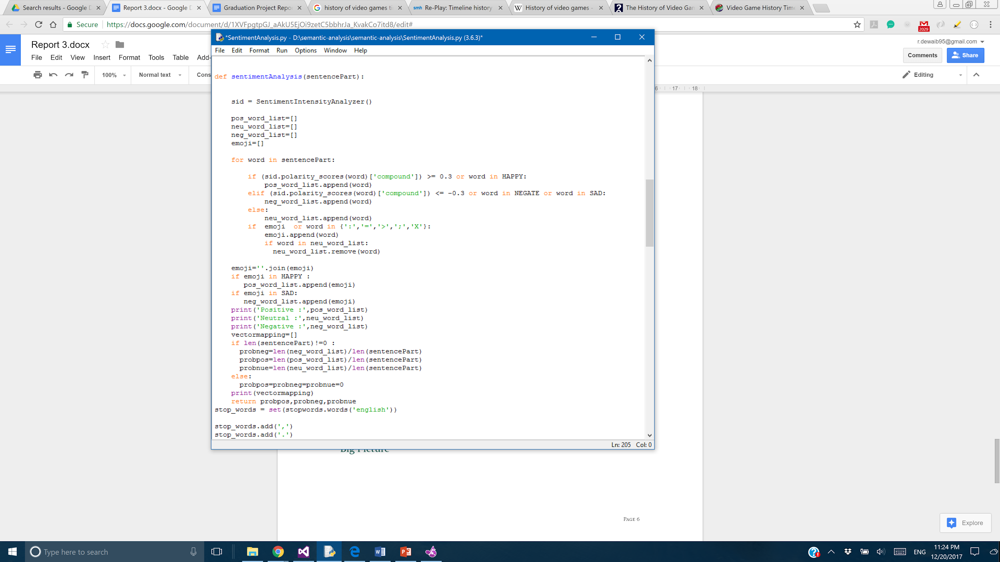 Search results - Google D
Report 3.docx - Google D
Graduation Project Repo
history of video games ti
smh Re-Play: Timeline history
W History of video games -
? The History of Video Gam
Video Game History Time
Secure https://docs.google.com/document/d/1XVFpgtpGJ_aAkU5EjOi9zetC5bbhrJa_KvakCo7itd8/edit#
2029
Report 3.docx
r.dewaib95@gmail.com
File Edit View Insert Format Tools Table Add-
Comments Share
100% Normal text Cons
Editing
6 17 18
*SentimentAnalysis.py - D:\semantic-analysis\semantic-analysis\SentimentAnalysis.py (3.6.3)*
File Edit Format Run Options Window Help
def sentimentAnalysis(sentencePart):
sid = SentimentIntensityAnalyzer()
pos_word_list=[]
neu_word_list=[]
neg_word_list=[]
emoji=[]
for word in sentencePart:
if (sid.polarity_scores(word)['compound']) >= 0.3 or word in HAPPY:
pos_word_list.append(word)
elif (sid.polarity_scores(word)['compound']) <= -0.3 or word in NEGATE or word in SAD:
neg_word_list.append(word)
else:
neu_word_list.append(word)
if  emoji  or word in {':','=','>',';','X'}:
emoji.append(word)
if word in neu_word_list:
neu_word_list.remove(word)
emoji=''.join(emoji)
if emoji in HAPPY :
pos_word_list.append(emoji)
if emoji in SAD:
neg_word_list.append(emoji)
print('Positive :',pos_word_list)
print('Neutral :',neu_word_list)
print('Negative :',neg_word_list)
vectormapping=[]
if len(sentencePart)!=0 :
probneg=len(neg_word_list)/len(sentencePart)
probpos=len(pos_word_list)/len(sentencePart)
probnue=len(neu_word_list)/len(sentencePart)
else:
probpos=probneg=probnue=0
print(vectormapping)
return probpos,probneg,probnue
stop_words = set(stopwords.words('english'))
stop_words.add(',')
stop_words.add('.')
Ln: 205 Col: 0
Big Picture
PAGE 6
Explore
Type here to search
ENG
11:24 PM
12/20/2017